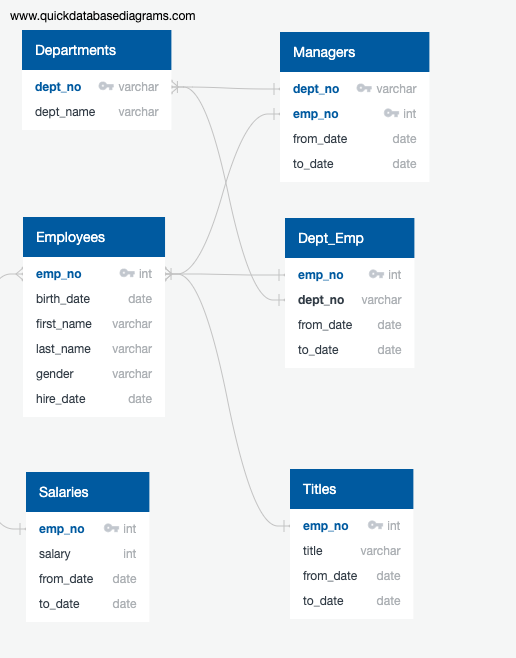 www.quickdatabasediagrams.com
Departments
dept_no varchar
dept_name varchar
Managers
dept_no varchar
emp_no int
from_date date
to_date date
Employees
emp_no int
birth_date date
first_name varchar
last_name varchar
gender varchar
hire_date date
Dept_Emp
emp_no int
dept_no varchar
from_date date
to_date date
Salaries
emp_no int
salary int
from_date date
to_date date
Titles
emp_no int
title varchar
from_date date
to_date date